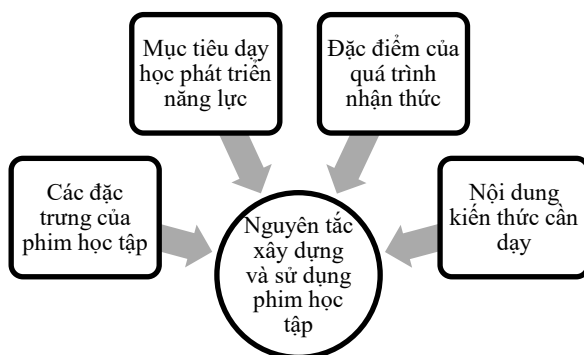 Mục tiêu dạy
học phát triển
năng lực
Đặc điểm của
quá trình
nhận thức
Các đặc
trưng của
phim học tập
Nguyên tắc
xây dựng
và sử dụng
phim học
tập
Nội dung
kiến thức cần
dạy